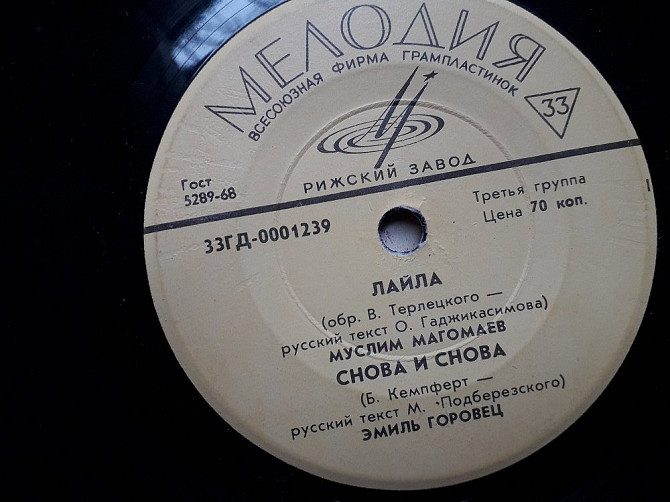 МЕЛОДИЯ
ВСЕСОЮЗНАЯ ФИРМА ГРАМПЛАСТИНОК
33
РИЖСКИЙ ЗАВОД
Гост
5289-68
Третья группа
Цена 70 коп.
33ГД-0001239
ЛАЙЛА
(обр. В. Терлецкого —
русский текст О. Гаджикасимова)
МУСЛИМ МАГОМАЕВ
СНОВА И СНОВА
(Б. Кемпферт —
русский текст М. Подберезского)
ЭМИЛЬ ГОРОВЕЦ